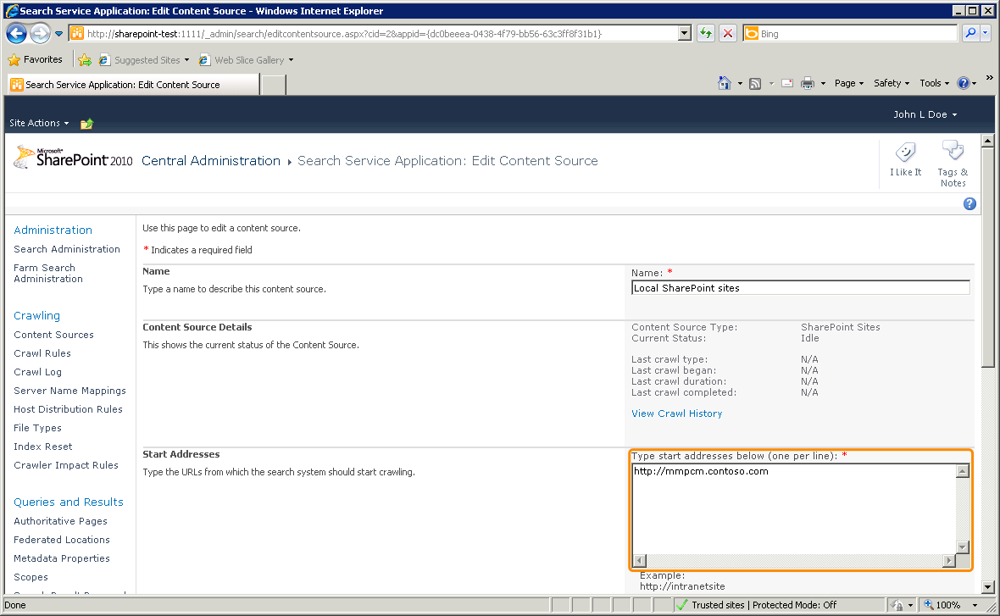 Search Service Application: Edit Content Source - Windows Internet Explorer
http://sharepoint-test:1111/_admin/search/editcontentsource.aspx?cid=2&appid={dc0beeea-0438-4f79-bb56-63c3ff8f31b1}
Bing
Favorites
Suggested Sites
Web Slice Gallery
Search Service Application: Edit Content Source
Page
Safety
Tools
Site Actions
John L Doe
Microsoft
SharePoint 2010
Central Administration
Search Service Application: Edit Content Source
I Like It
Tags &
Notes
Administration
Search Administration
Farm Search
Administration
Crawling
Content Sources
Crawl Rules
Crawl Log
Server Name Mappings
Host Distribution Rules
File Types
Index Reset
Crawler Impact Rules
Queries and Results
Authoritative Pages
Federated Locations
Metadata Properties
Scopes
Use this page to edit a content source.
* Indicates a required field
Name
Type a name to describe this content source.
Name: *
Local SharePoint sites
Content Source Details
This shows the current status of the Content Source.
Content Source Type: SharePoint Sites
Current Status: Idle
Last crawl type: N/A
Last crawl began: N/A
Last crawl duration: N/A
Last crawl completed: N/A
View Crawl History
Start Addresses
Type the URLs from which the search system should start crawling.
Type start addresses below (one per line): *
http://mmpcm.contoso.com
Example:
http://intranetsite
Done
Trusted sites | Protected Mode: Off
100%